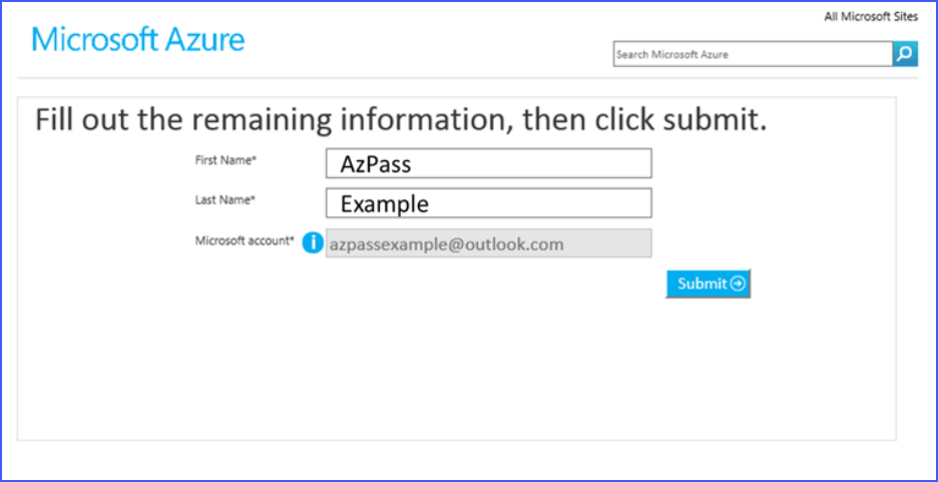 All Microsoft Sites
Microsoft Azure
Search Microsoft Azure
Fill out the remaining information, then click submit.
First Name* AzPass
Last Name* Example
Microsoft account* i azpassexample@outlook.com
Submit